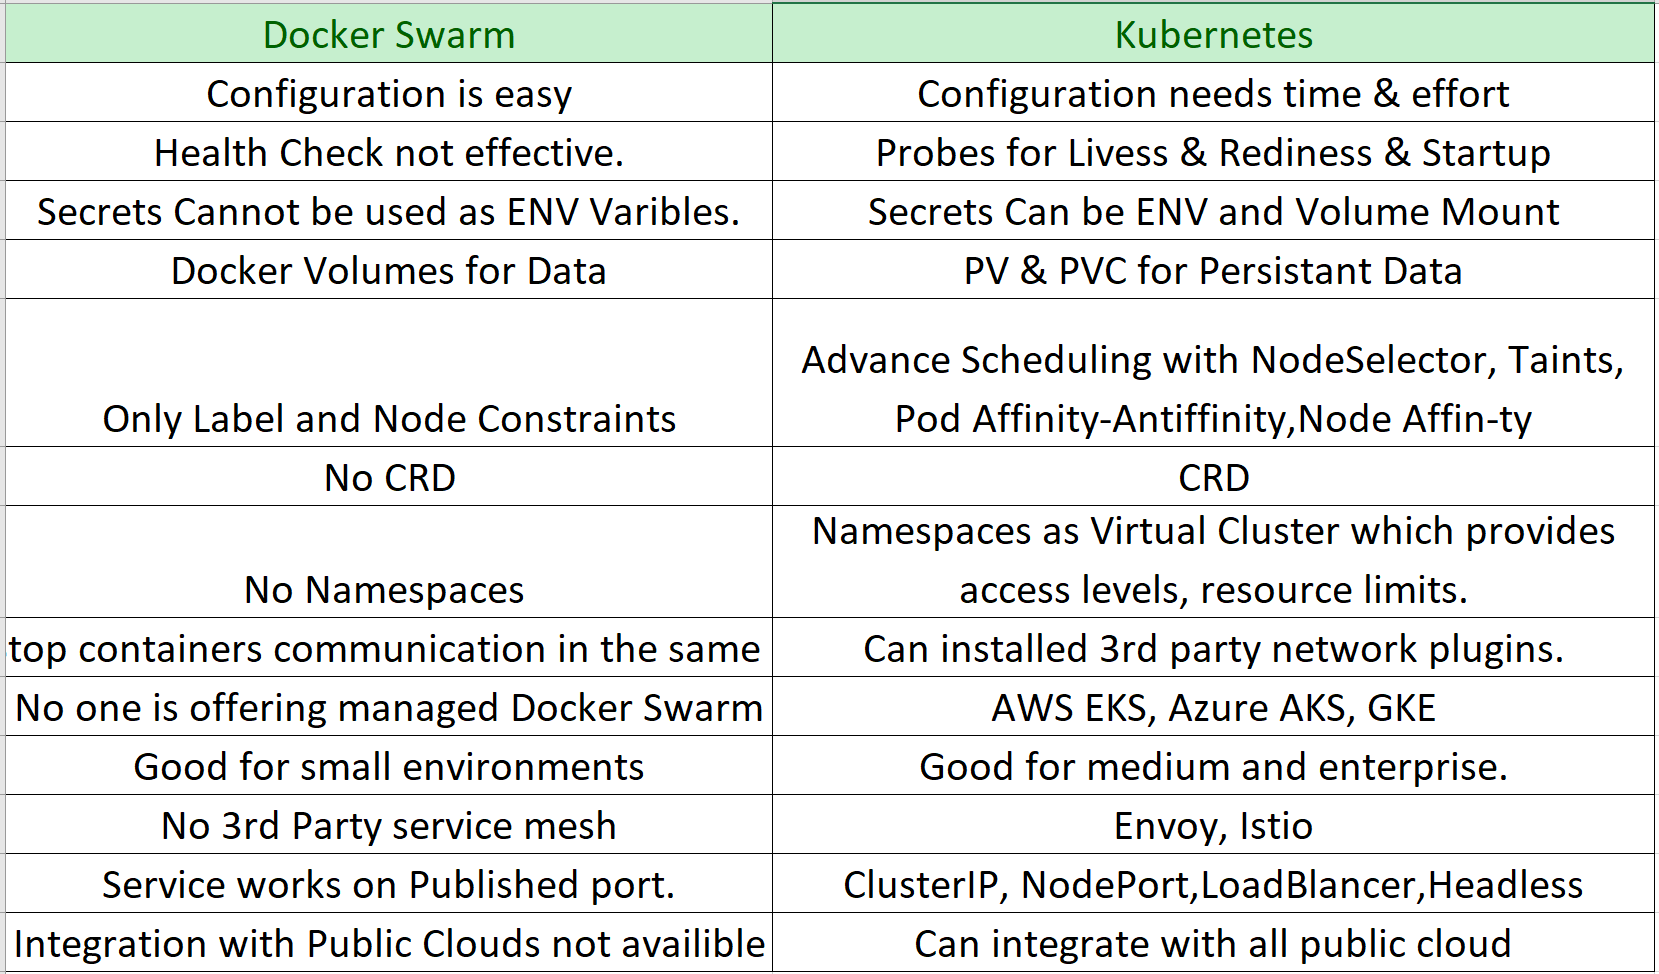 Docker Swarm
Kubernetes
Configuration is easy
Configuration needs time & effort
Health Check not effective.
Probes for Livess & Rediness & Startup
Secrets Cannot be used as ENV Varibles.
Secrets Can be ENV and Volume Mount
Docker Volumes for Data
PV & PVC for Persistant Data
Only Label and Node Constraints
Advance Scheduling with NodeSelector, Taints,
Pod Affinity-Antiffinity,Node Affin-ty
No CRD
CRD
No Namespaces
Namespaces as Virtual Cluster which provides
access levels, resource limits.
top containers communication in the same
Can installed 3rd party network plugins.
No one is offering managed Docker Swarm
AWS EKS, Azure AKS, GKE
Good for small environments
Good for medium and enterprise.
No 3rd Party service mesh
Envoy, Istio
Service works on Published port.
ClusterIP, NodePort,LoadBlancer,Headless
Integration with Public Clouds not availible
Can integrate with all public cloud